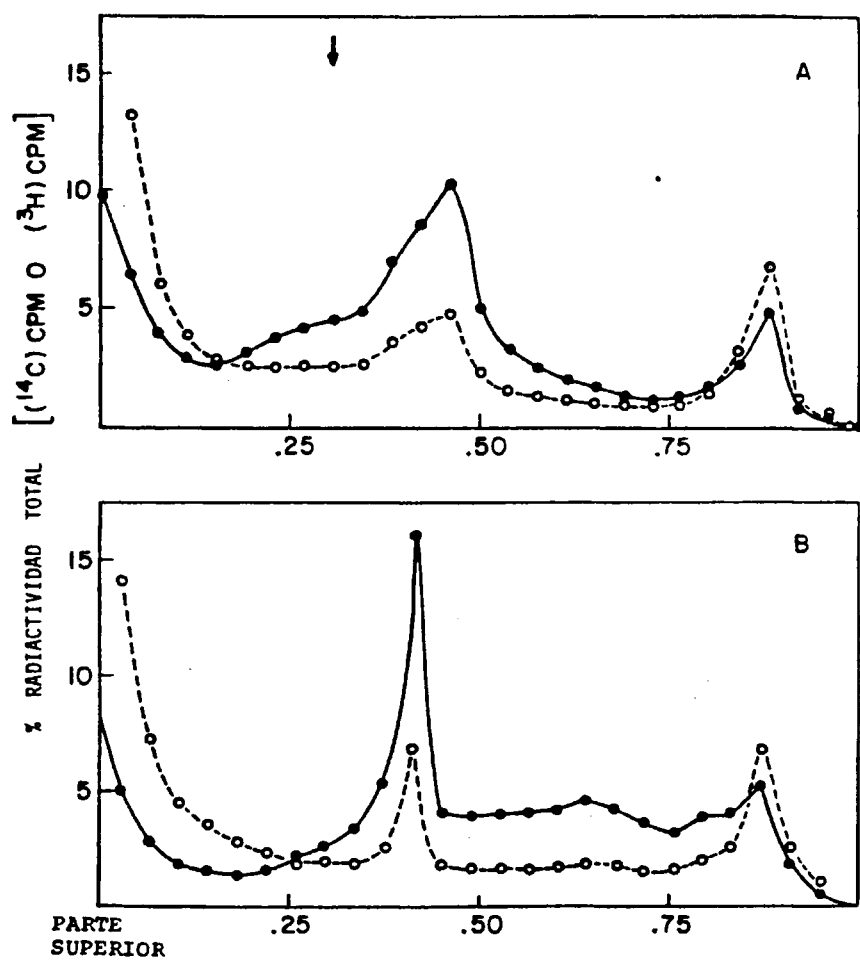 % RADIACTIVIDAD TOTAL [(¹⁴C) CPM O (³H) CPM]
A
15
10
5
.25 .50 .75
B
15
10
5
PARTE SUPERIOR
.25 .50 .75